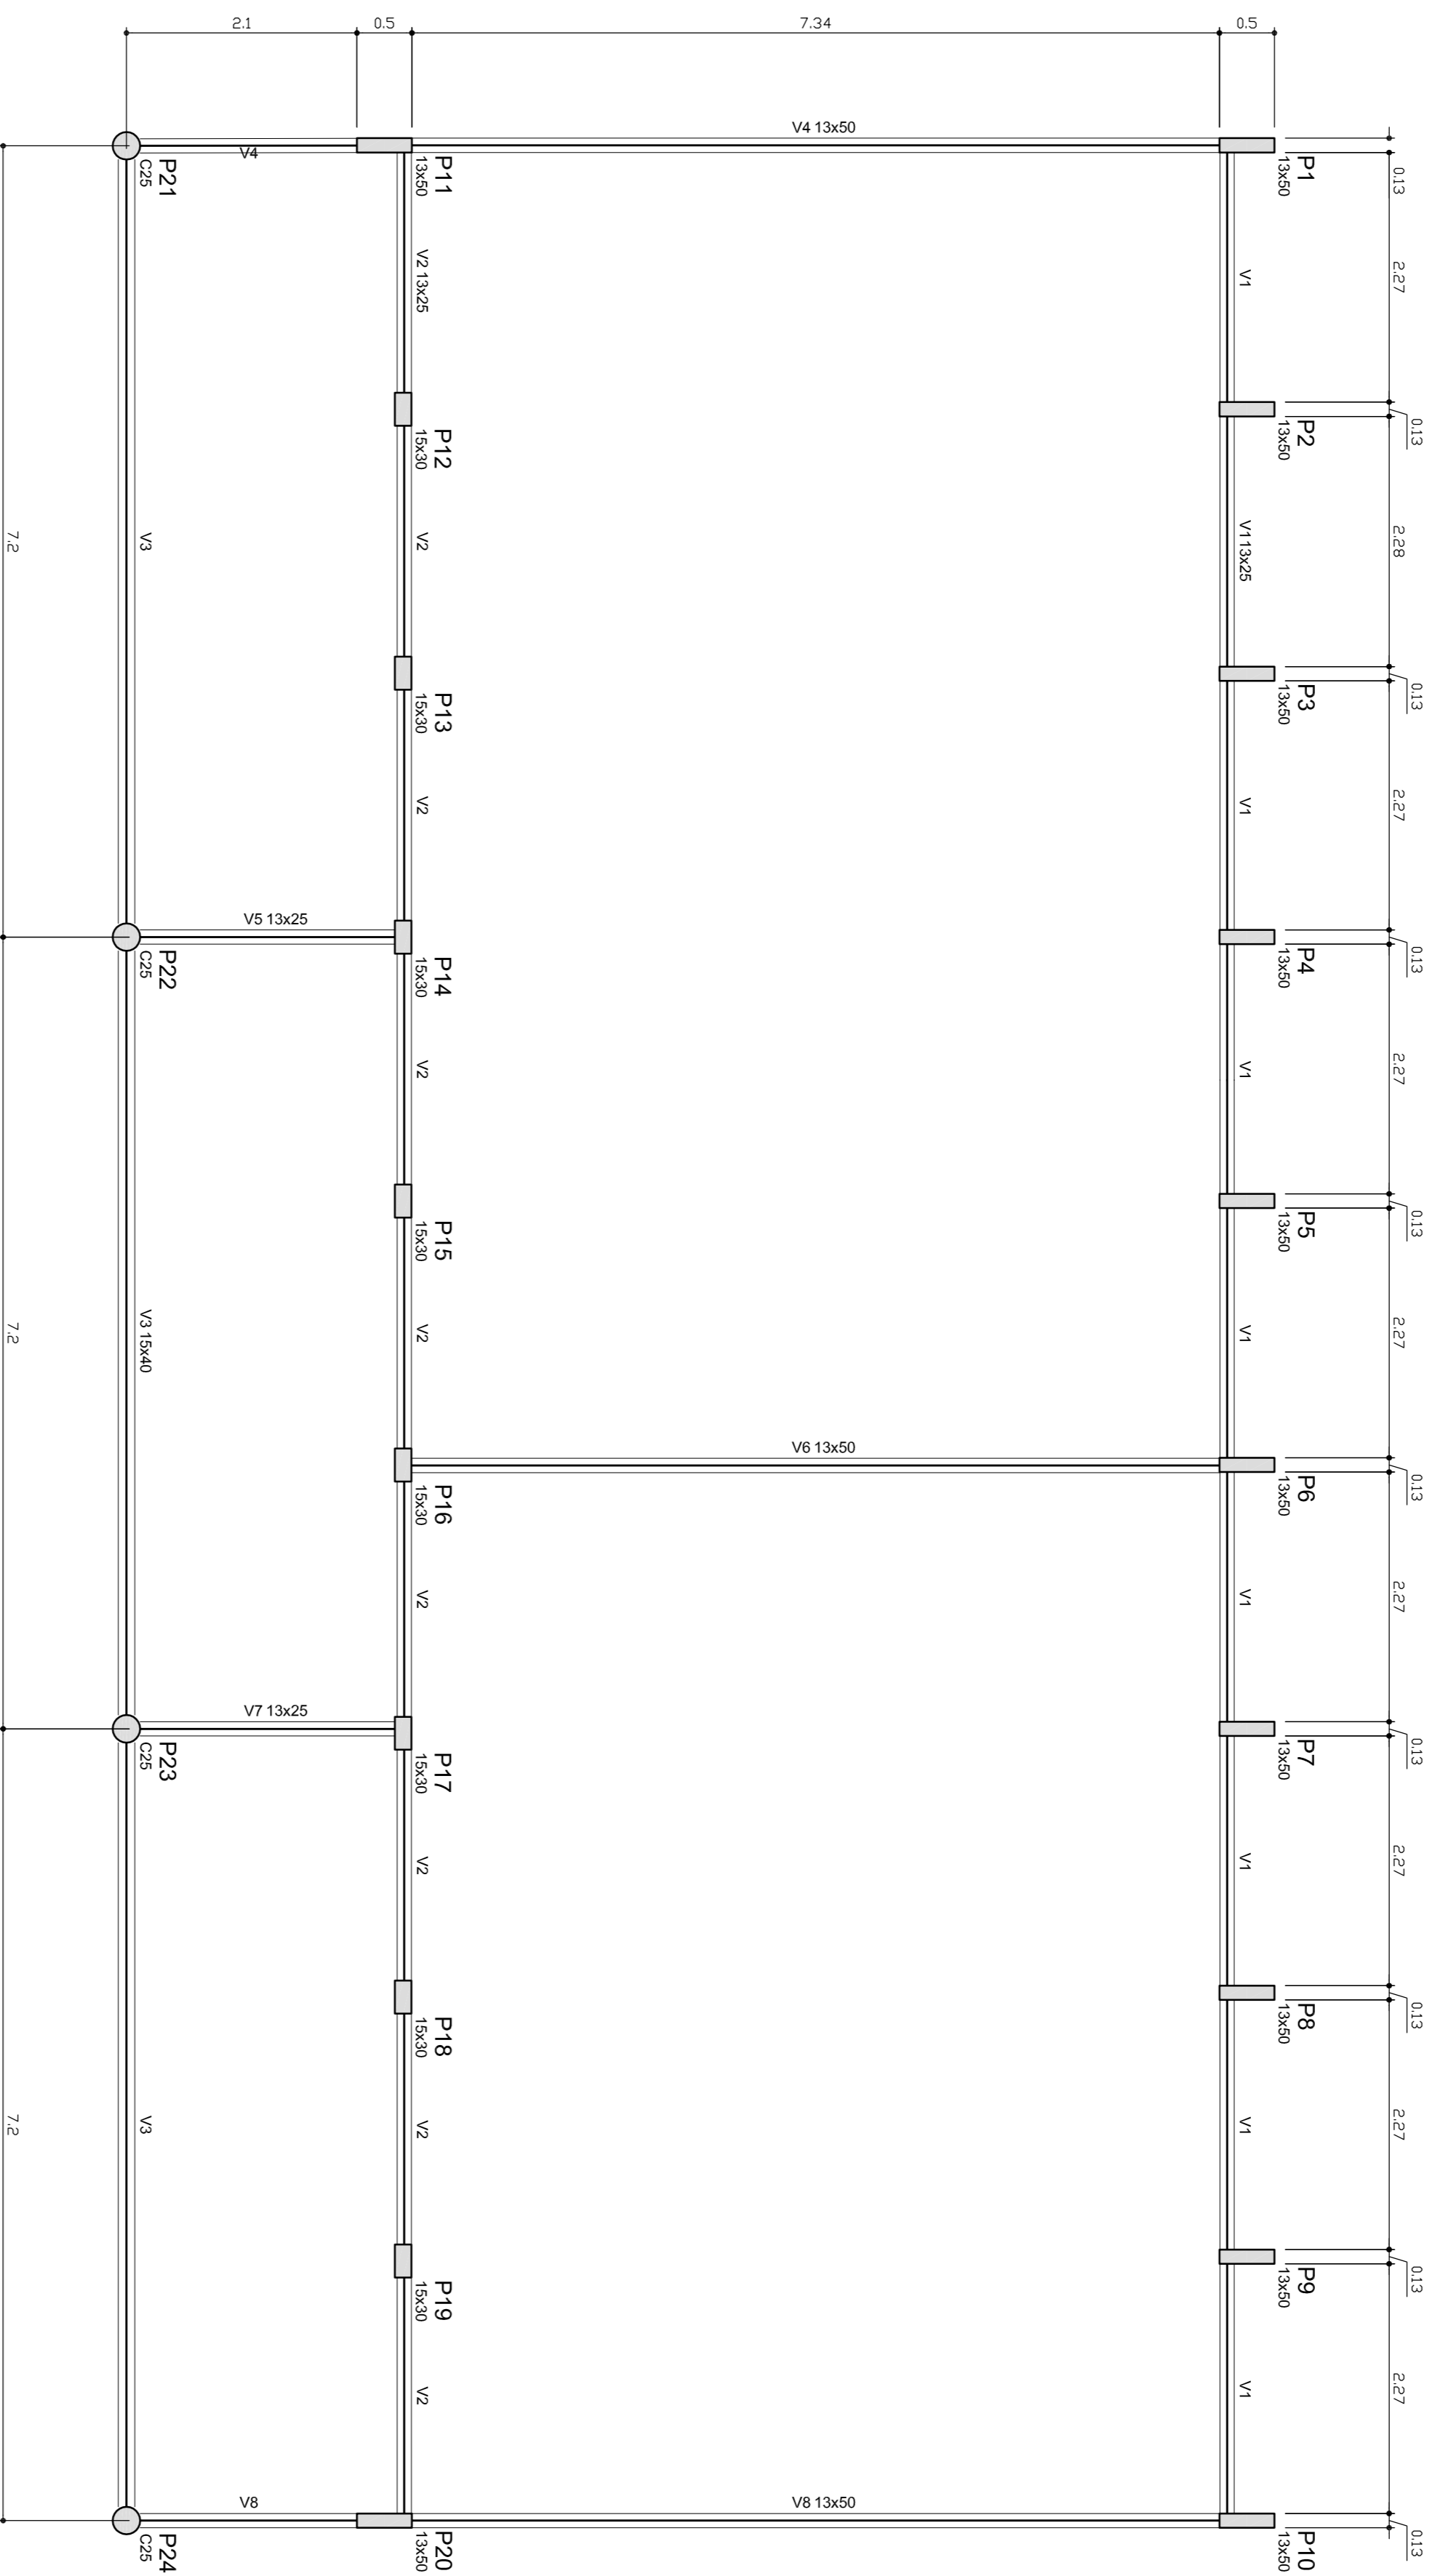 0.13 2.27 0.13 2.28 0.13 2.27 0.13 2.27 0.13 2.27 0.13 2.27 0.13 2.27 0.13 2.27 0.13 2.27 0.13
P1 P2 P3 P4 P5 P6 P7 P8 P9 P10
13x50 13x50 13x50 13x50 13x50 13x50 13x50 13x50 13x50 13x50
V1 V1 13x25 V1 V1 V1 V1 V1 V1 V1
0.5
7.34
0.5
2.1
V4 13x50
V6 13x50
V8 13x50
P11 P12 P13 P14 P15 P16 P17 P18 P19 P20
13x50 15x30 15x30 15x30 15x30 15x30 15x30 15x30 15x30 13x50
V2 13x25 V2 V2 V2 V2 V2 V2 V2 V2
V4
V5 13x25
V7 13x25
V8
P21 P22 P23 P24
C25 C25 C25 C25
V3 V3 15x40 V3
7.2 7.2 7.2